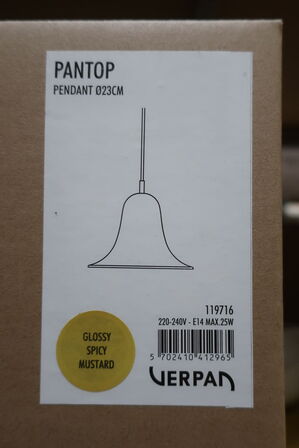 PANTOP
PENDANT Ø23CM
119716
220-240V - E14 MAX.25W
5 702410 412965
GLOSSY
SPICY
MUSTARD
VERPAN